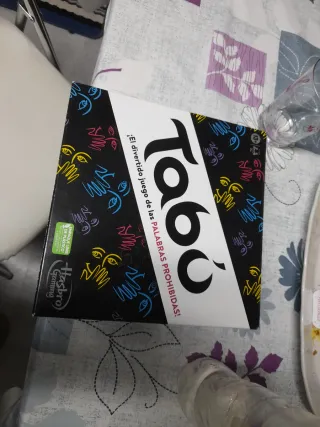 Tabú
¡El divertido juego de las PALABRAS PROHIBIDAS!
Hasbro
Gaming